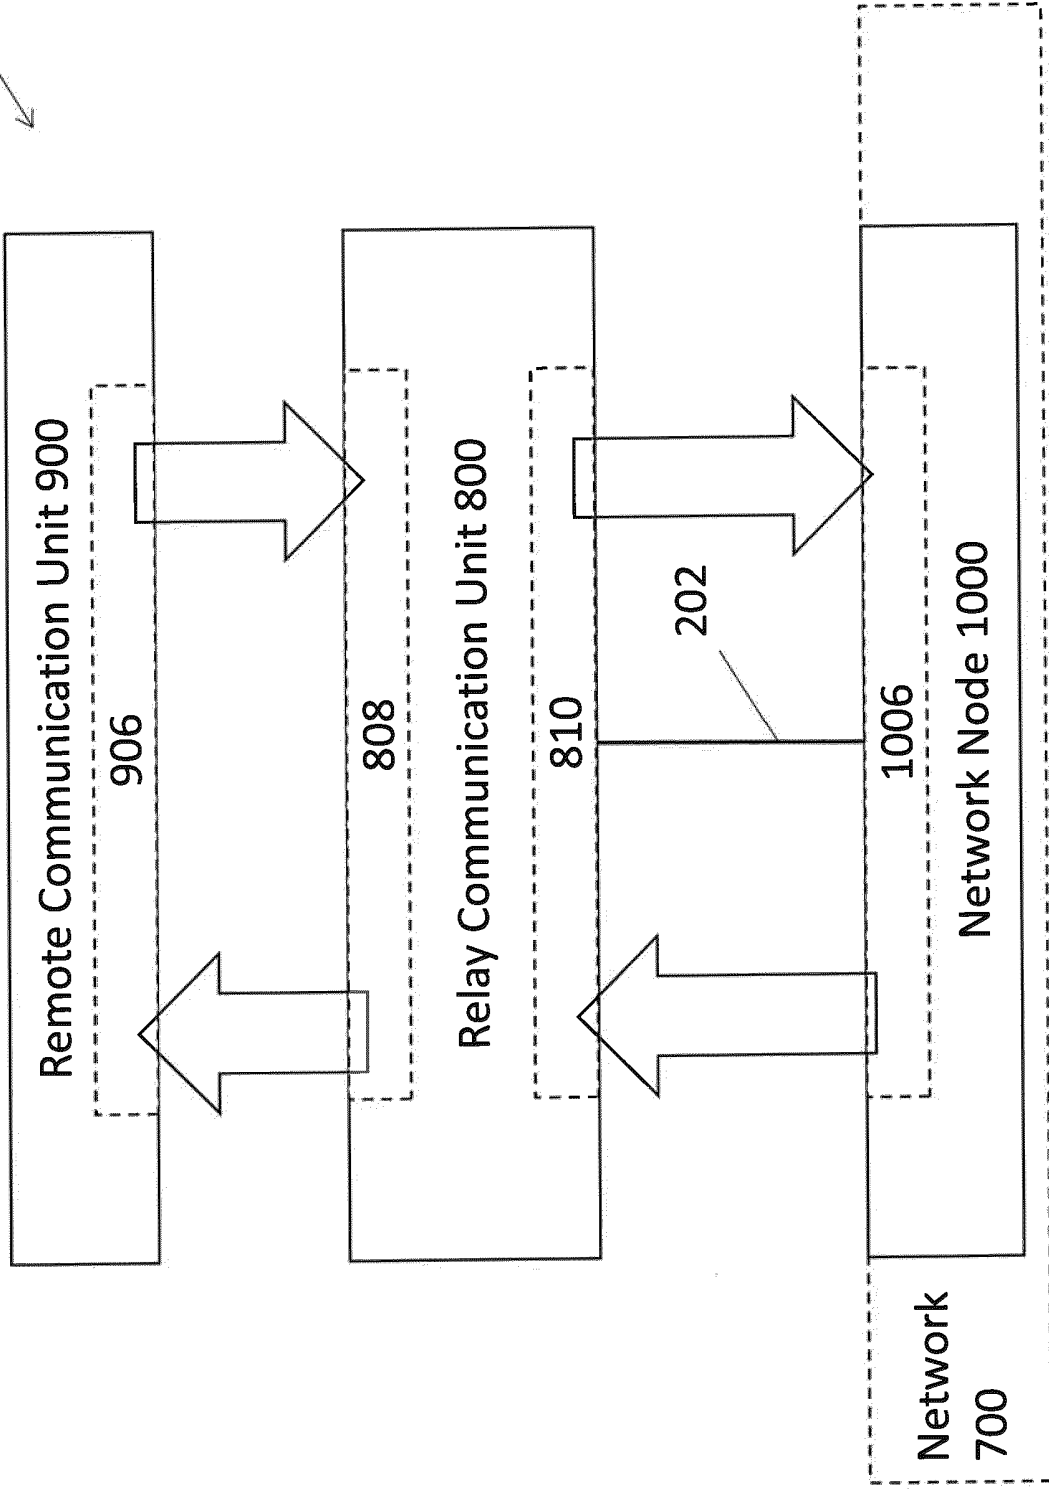 Remote Communication Unit 900
906
808
Relay Communication Unit 800
810
202
1006
Network Node 1000
Network
700